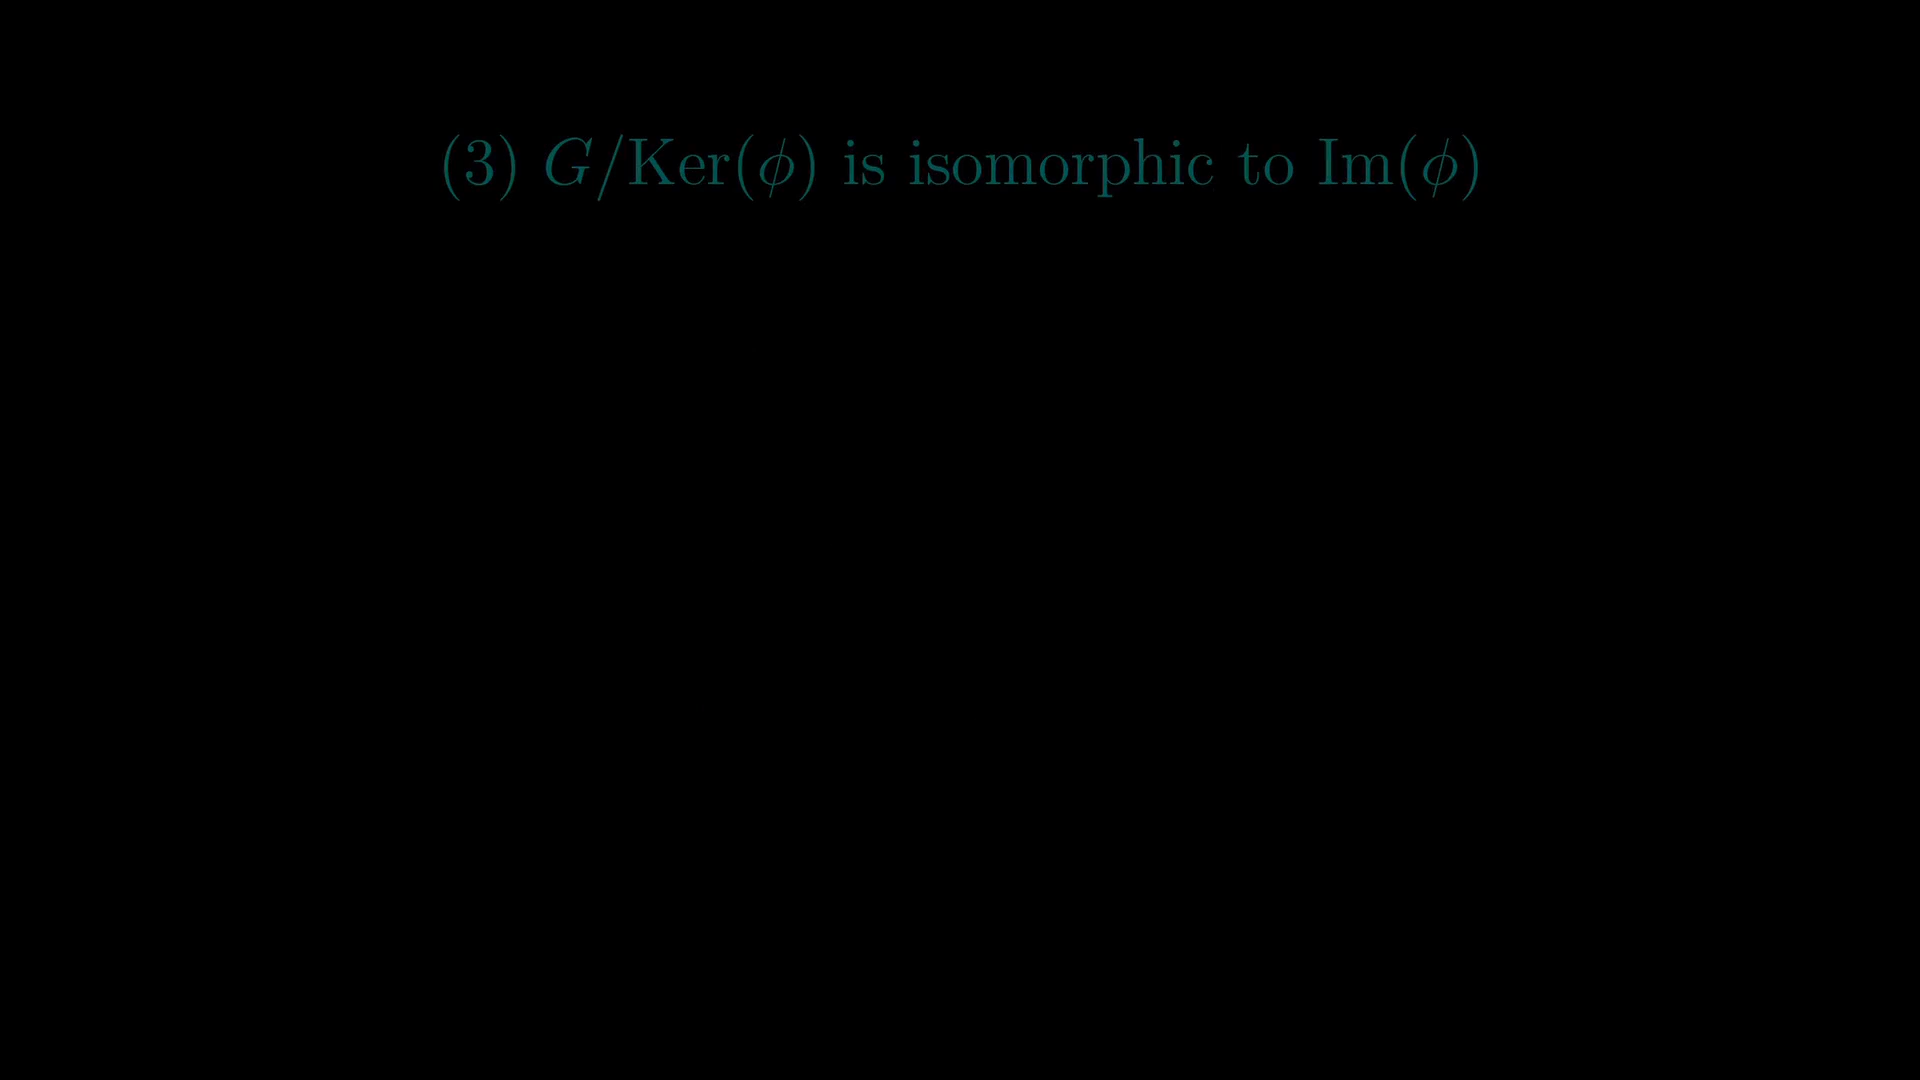 (3) G/Ker(ϕ) is isomorphic to Im(ϕ)